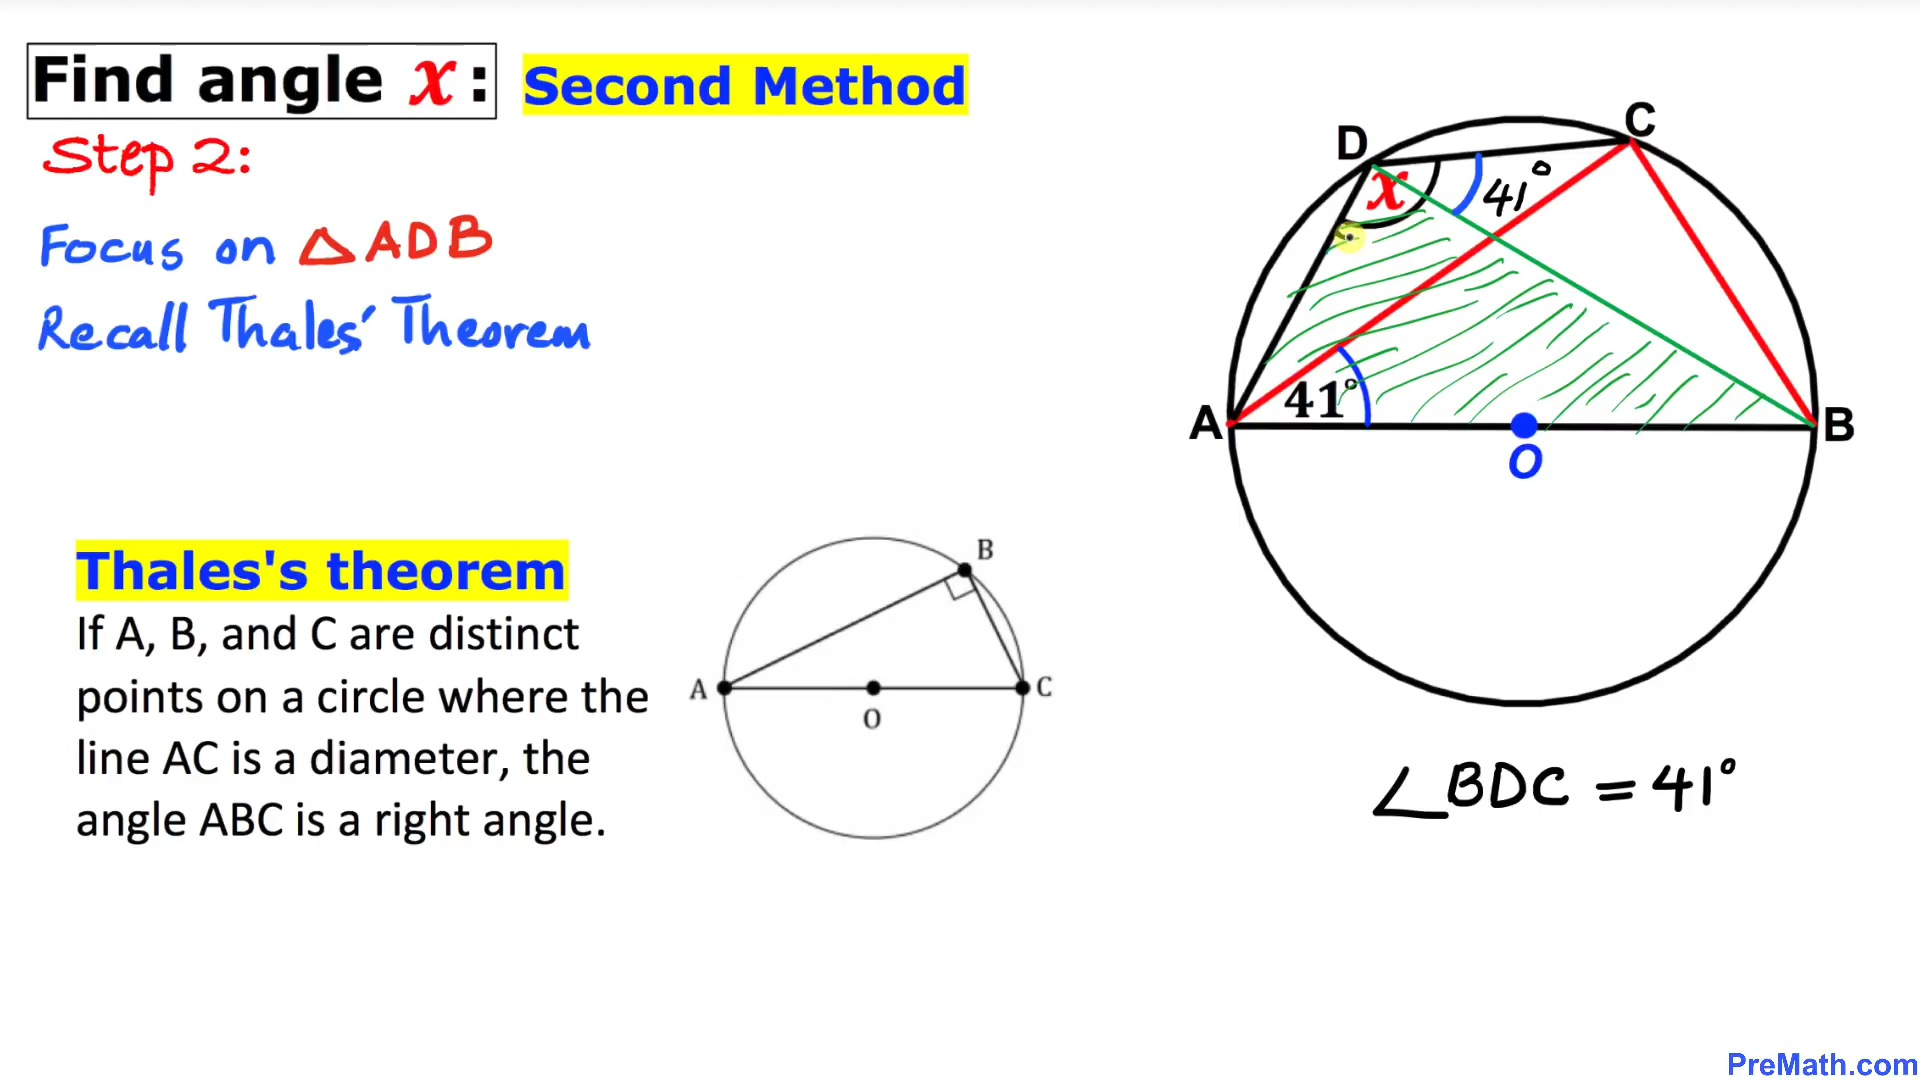 Find angle x: Second Method
Step 2:
Focus on △ADB
Recall Thales' Theorem
D
C
x
41°
A
41°
B
O
Thales's theorem
If A, B, and C are distinct
points on a circle where the
line AC is a diameter, the
angle ABC is a right angle.
B
A
C
O
∠BDC = 41°
PreMath.com